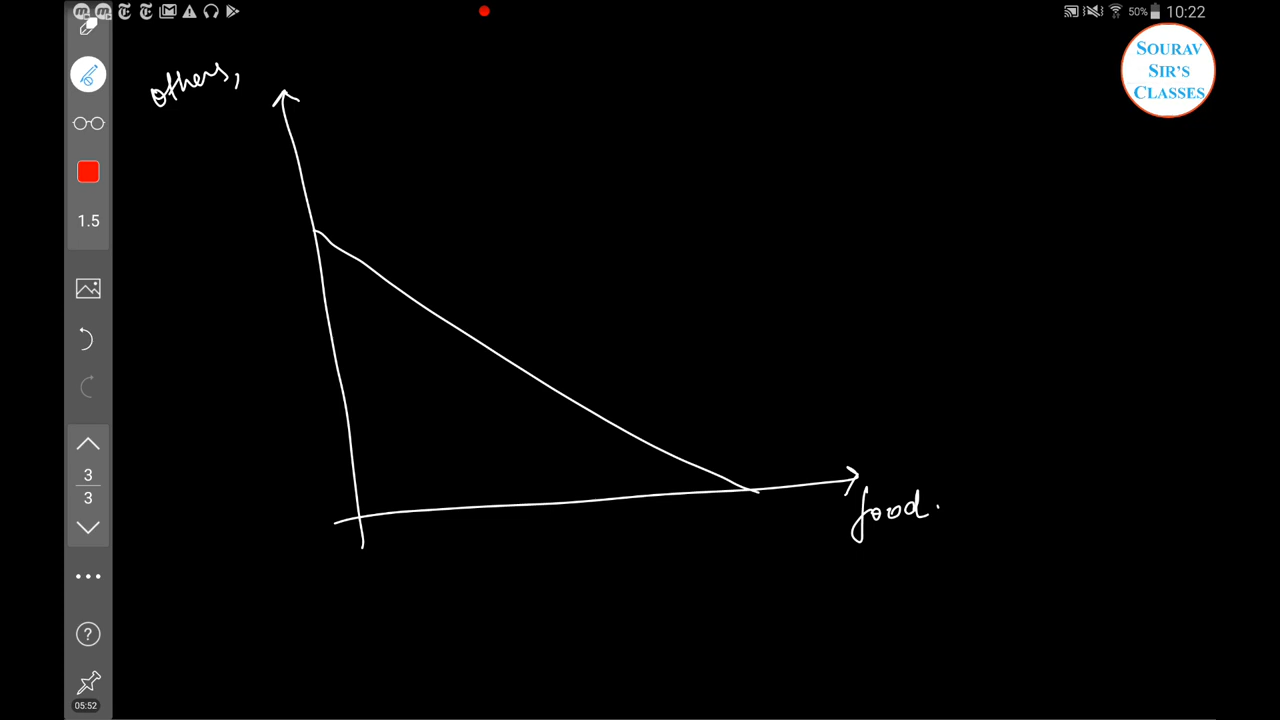 50% 10:22
SOURAV
SIR'S
CLASSES
others,
1.5
3
3
food.
?
05:52